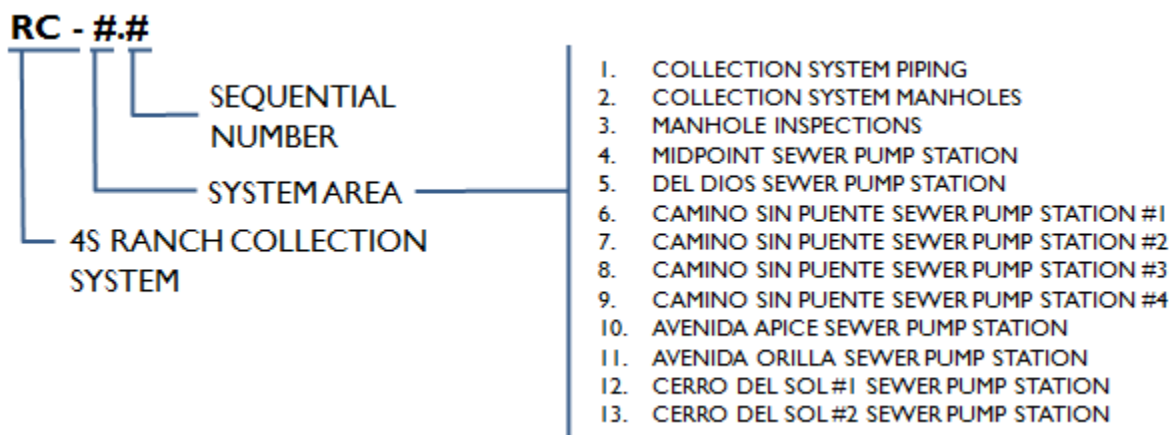 RC - #.#
SEQUENTIAL
NUMBER
SYSTEM AREA
4S RANCH COLLECTION
SYSTEM
1. COLLECTION SYSTEM PIPING
2. COLLECTION SYSTEM MANHOLES
3. MANHOLE INSPECTIONS
4. MIDPOINT SEWER PUMP STATION
5. DEL DIOS SEWER PUMP STATION
6. CAMINO SIN PUENTE SEWER PUMP STATION #1
7. CAMINO SIN PUENTE SEWER PUMP STATION #2
8. CAMINO SIN PUENTE SEWER PUMP STATION #3
9. CAMINO SIN PUENTE SEWER PUMP STATION #4
10. AVENIDA APICE SEWER PUMP STATION
11. AVENIDA ORILLA SEWER PUMP STATION
12. CERRO DEL SOL #1 SEWER PUMP STATION
13. CERRO DEL SOL #2 SEWER PUMP STATION